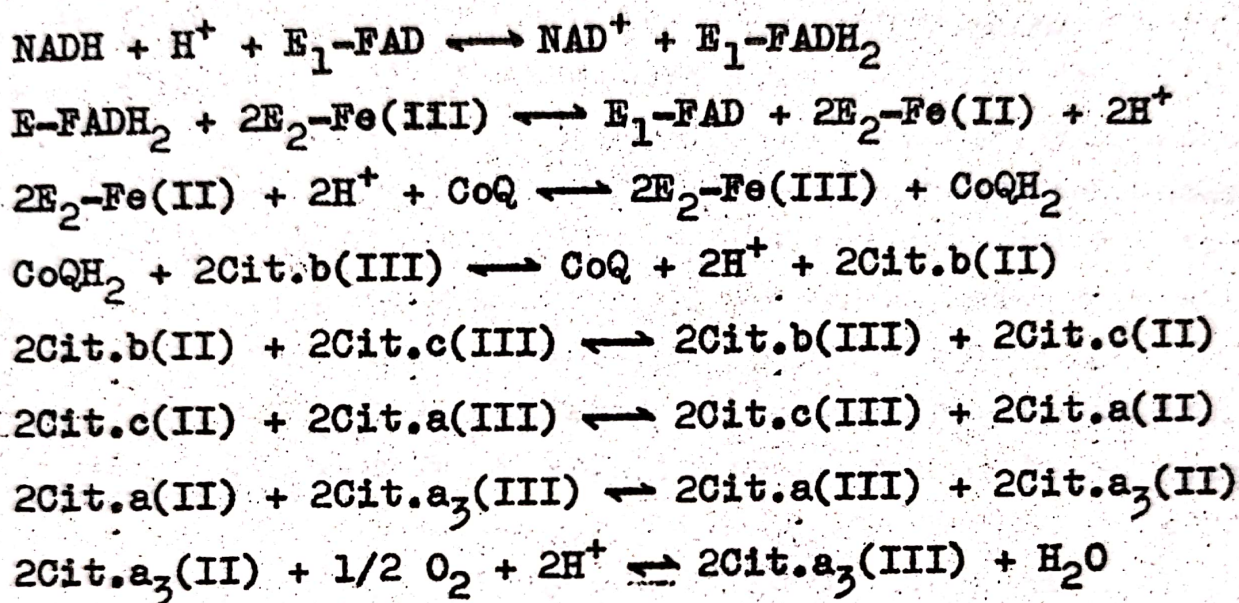 NADH + H⁺ + E₁-FAD ⇌ NAD⁺ + E₁-FADH₂
E-FADH₂ + 2E₂-Fe(III) ⇌ E₁-FAD + 2E₂-Fe(II) + 2H⁺
2E₂-Fe(II) + 2H⁺ + CoQ ⇌ 2E₂-Fe(III) + CoQH₂
CoQH₂ + 2Cit.b(III) ⇌ CoQ + 2H⁺ + 2Cit.b(II)
2Cit.b(II) + 2Cit.c(III) ⇌ 2Cit.b(III) + 2Cit.c(II)
2Cit.c(II) + 2Cit.a(III) ⇌ 2Cit.c(III) + 2Cit.a(II)
2Cit.a(II) + 2Cit.a₃(III) ⇌ 2Cit.a(III) + 2Cit.a₃(II)
2Cit.a₃(II) + 1/2 O₂ + 2H⁺ ⇌ 2Cit.a₃(III) + H₂O